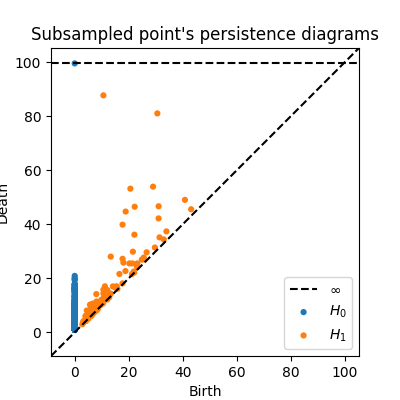 Subsampled point's persistence diagrams
100
80
60
40
20
0
Death
∞
H₀
H₁
0 20 40 60 80 100
Birth